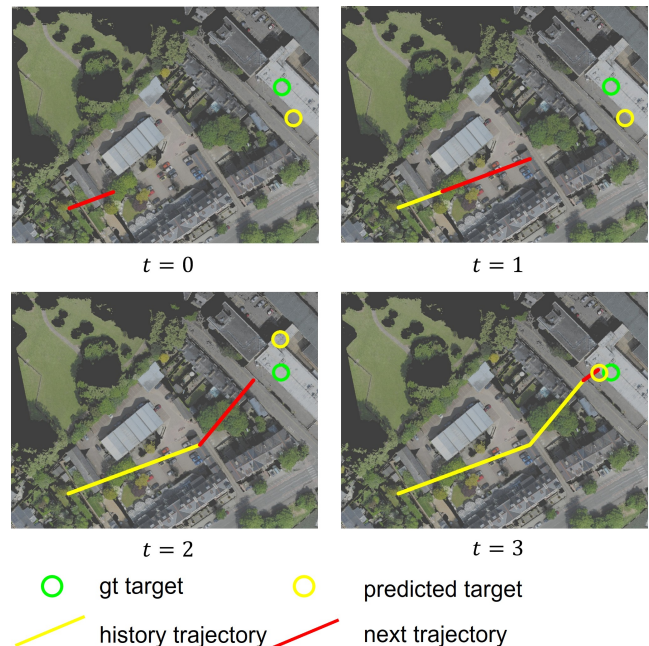 t = 0
t = 1
t = 2
t = 3
gt target
predicted target
history trajectory
next trajectory